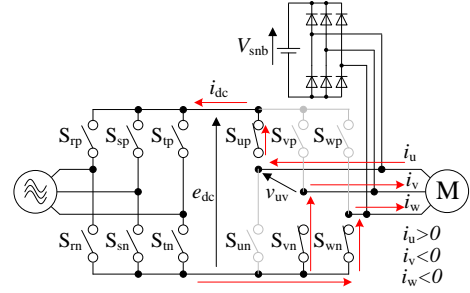 V_snb
i_dc
S_rp S_sp S_tp S_up S_vp S_wp
i_u
i_v
e_dc v_uv i_w
M
S_rn S_sn S_tn S_un S_vn S_wn
i_u>0
i_v<0
i_w<0